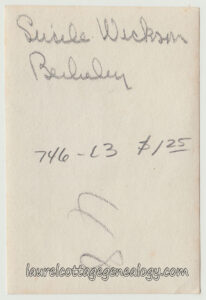 Susie Wickson
Berkeley
746-L3 $1.25
laurelcottagegenealogy.com